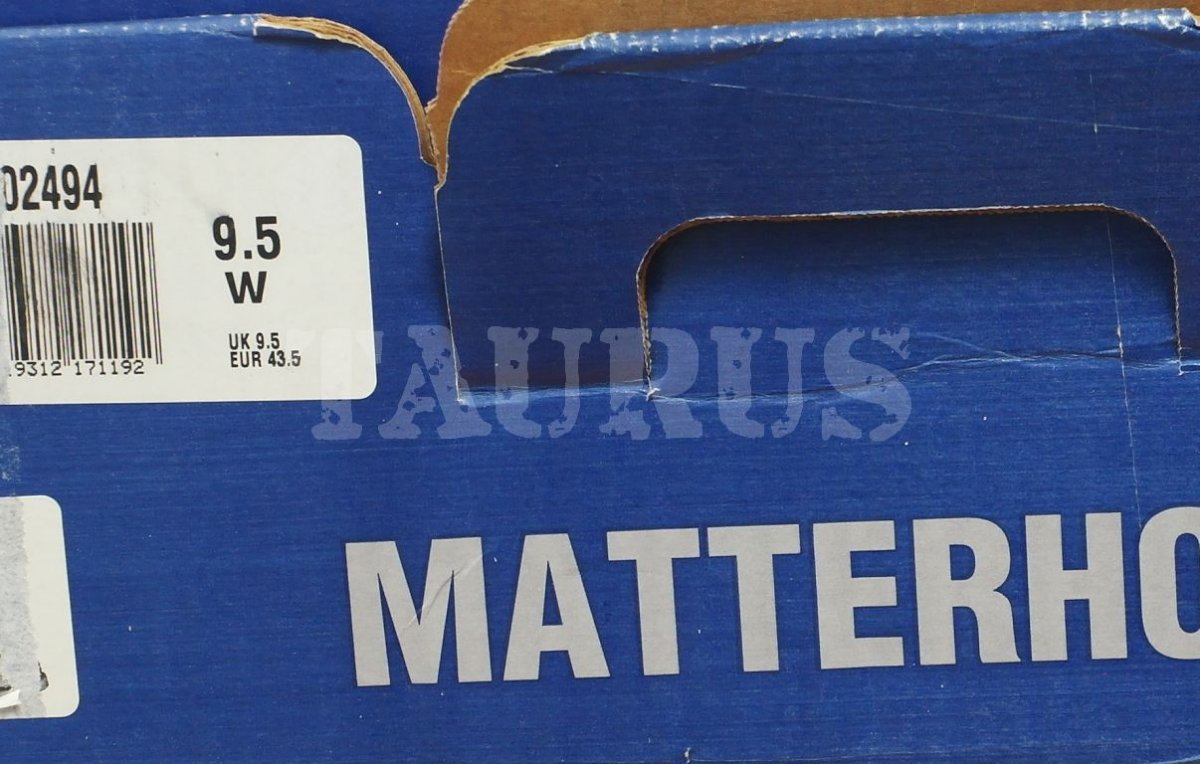 02494
9.5
W
UK 9.5
EUR 43.5
9312 171192
TAURUS
MATTERHO